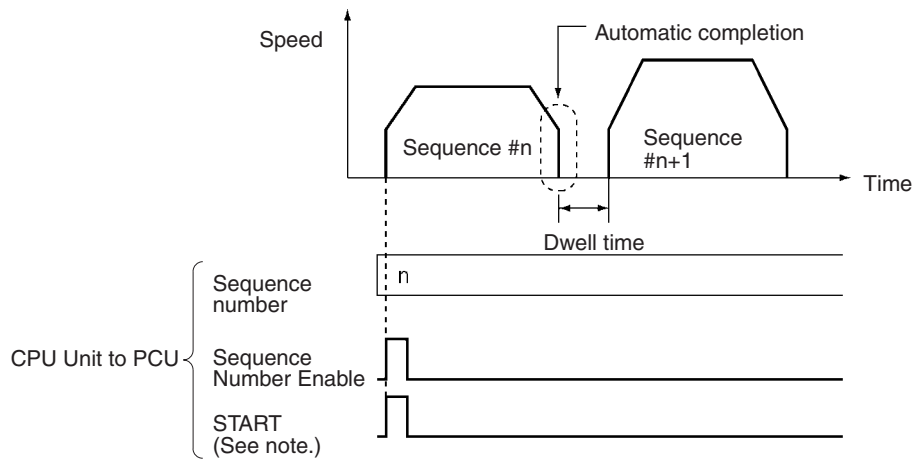 Speed
Automatic completion
Sequence #n
Sequence
#n+1
Time
Dwell time
CPU Unit to PCU
Sequence
number
n
Sequence
Number Enable
START
(See note.)